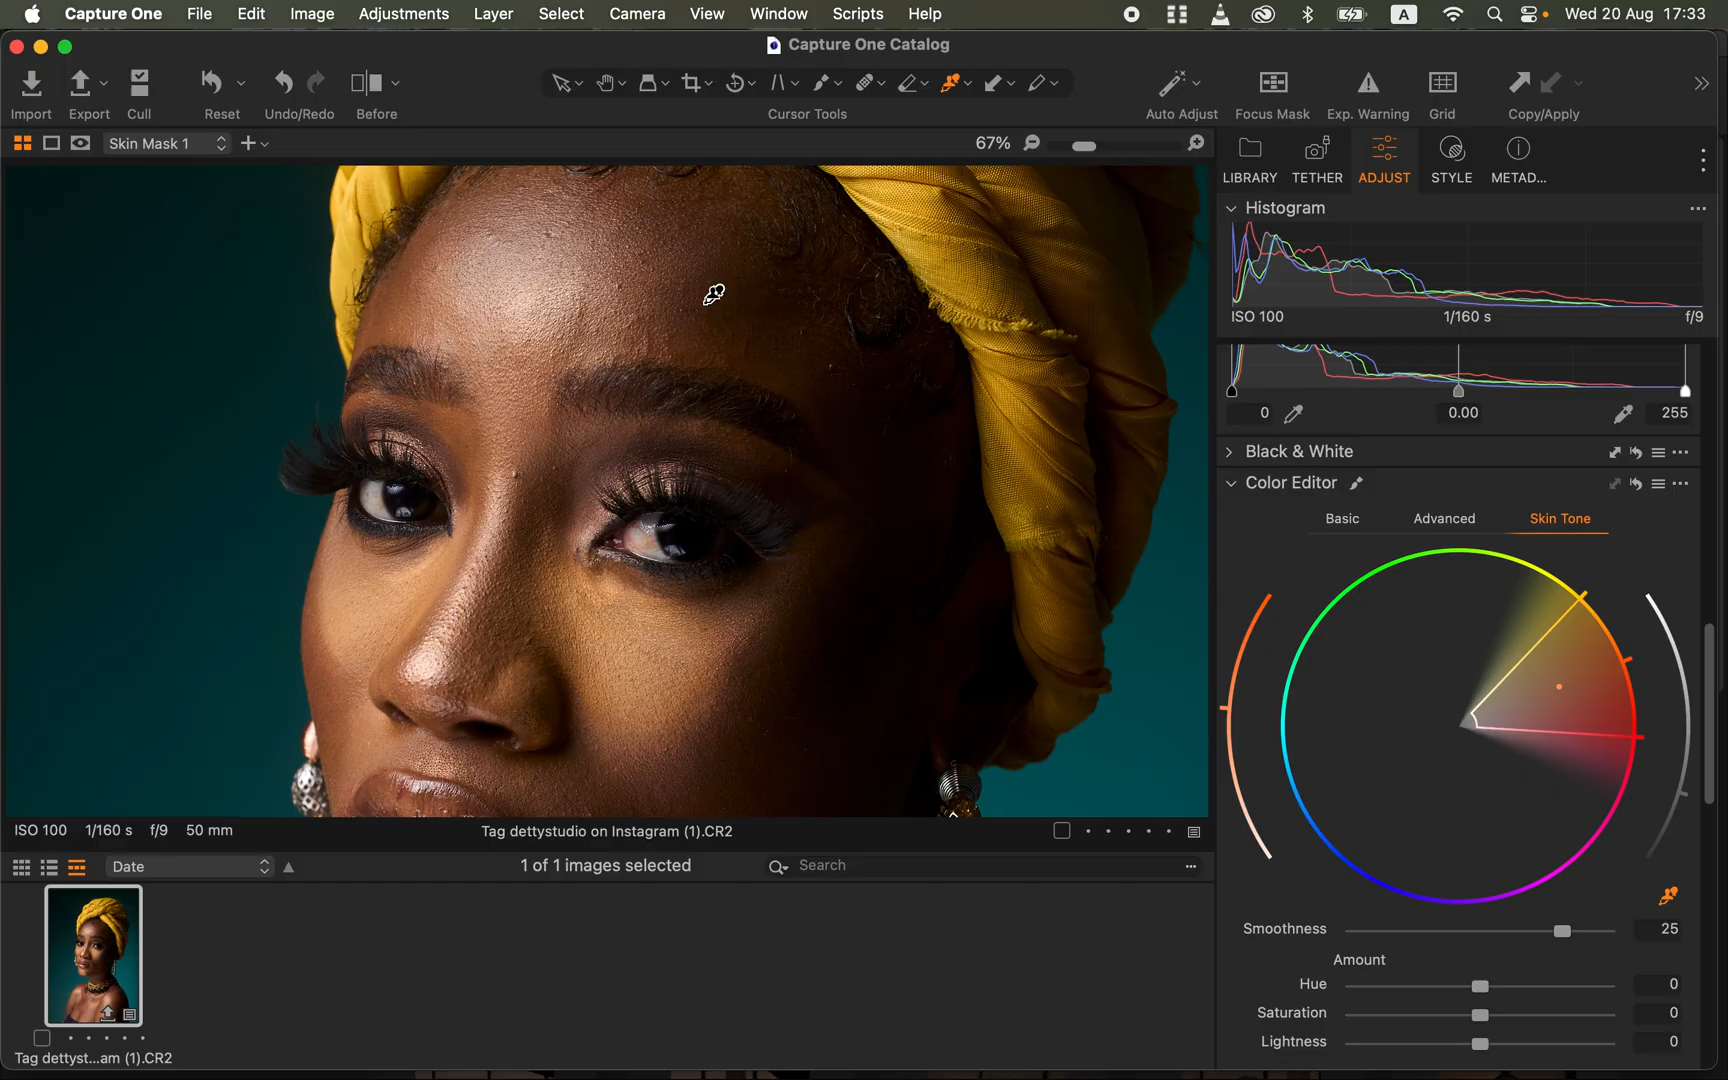 Capture One File Edit Image Adjustments Layer Select Camera View Window Scripts Help A Wed 20 Aug 17:33
Capture One Catalog
Import Export Cull Reset Undo/Redo Before Cursor Tools Auto Adjust Focus Mask Exp. Warning Grid Copy/Apply
Skin Mask 1 67%
LIBRARY TETHER ADJUST STYLE METAD...
Histogram
ISO 100 1/160 s f/9
0 0.00 255
Black & White
Color Editor
Basic Advanced Skin Tone
Smoothness 25
Amount
Hue 0
Saturation 0
Lightness 0
ISO 100 1/160 s f/9 50 mm Tag dettystudio on Instagram (1).CR2
Date 1 of 1 images selected Search
Tag dettyst...am (1).CR2